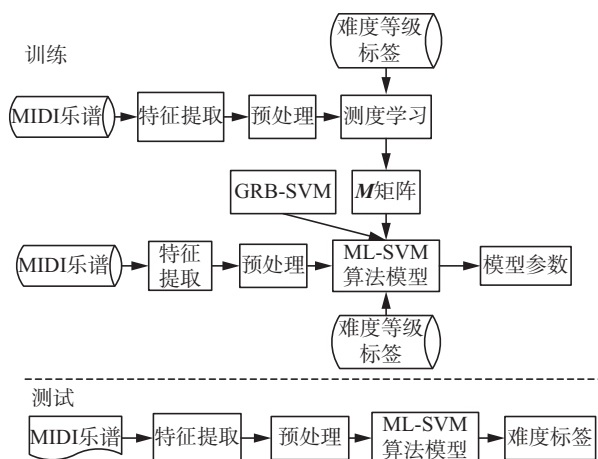 训练
难度等级
标签
MIDI乐谱
特征提取
预处理
测度学习
GRB-SVM
M矩阵
MIDI乐谱
特征
提取
预处理
ML-SVM
算法模型
模型参数
难度等级
标签
测试
MIDI乐谱
特征提取
预处理
ML-SVM
算法模型
难度标签